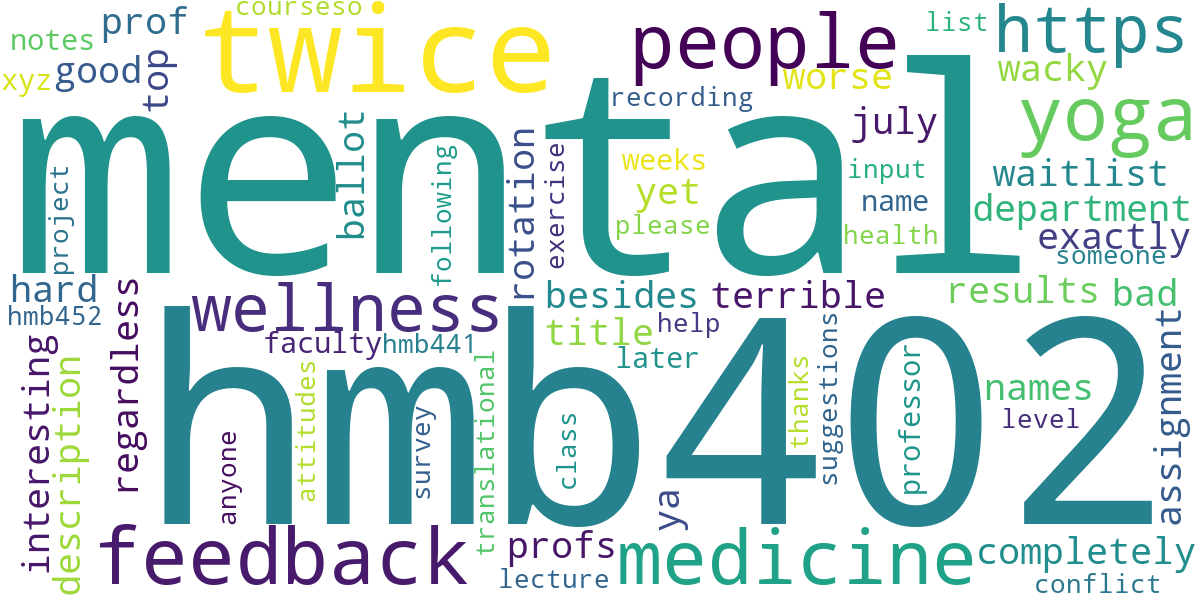 courseso
notes
prof
twice
people
list
https
xyz
good
top
worse
wacky
recording
mental
yoga
july
ballot
project
following
rotation
exercise
weeks
yet
please
input
name
health
waitlist
department
exactly
someone
hard
hmb452
wellness
besides
terrible
results
bad
title
help
later
faculty
hmb441
interesting
description
regardless
hmb402
anyone
attitudes
survey
translational
class
thanks
suggestions
professor
names
level
assignment
ya
feedback
profs
lecture
medicine
completely
conflict